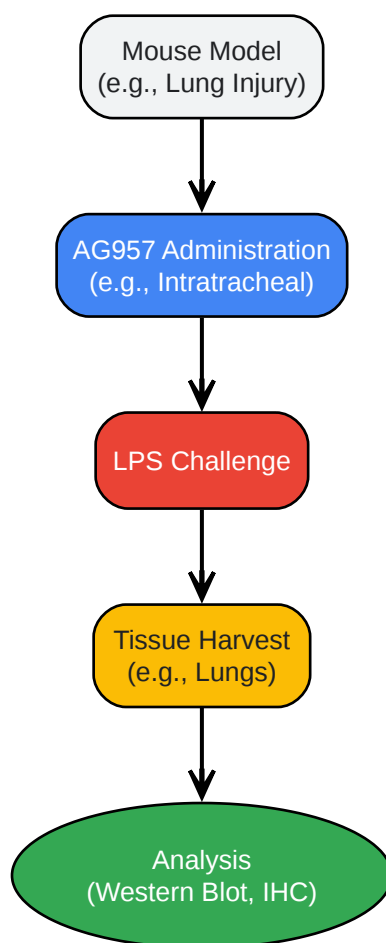 Mouse Model
(e.g., Lung Injury)
AG957 Administration
(e.g., Intratracheal)
LPS Challenge
Tissue Harvest
(e.g., Lungs)
Analysis
(Western Blot, IHC)